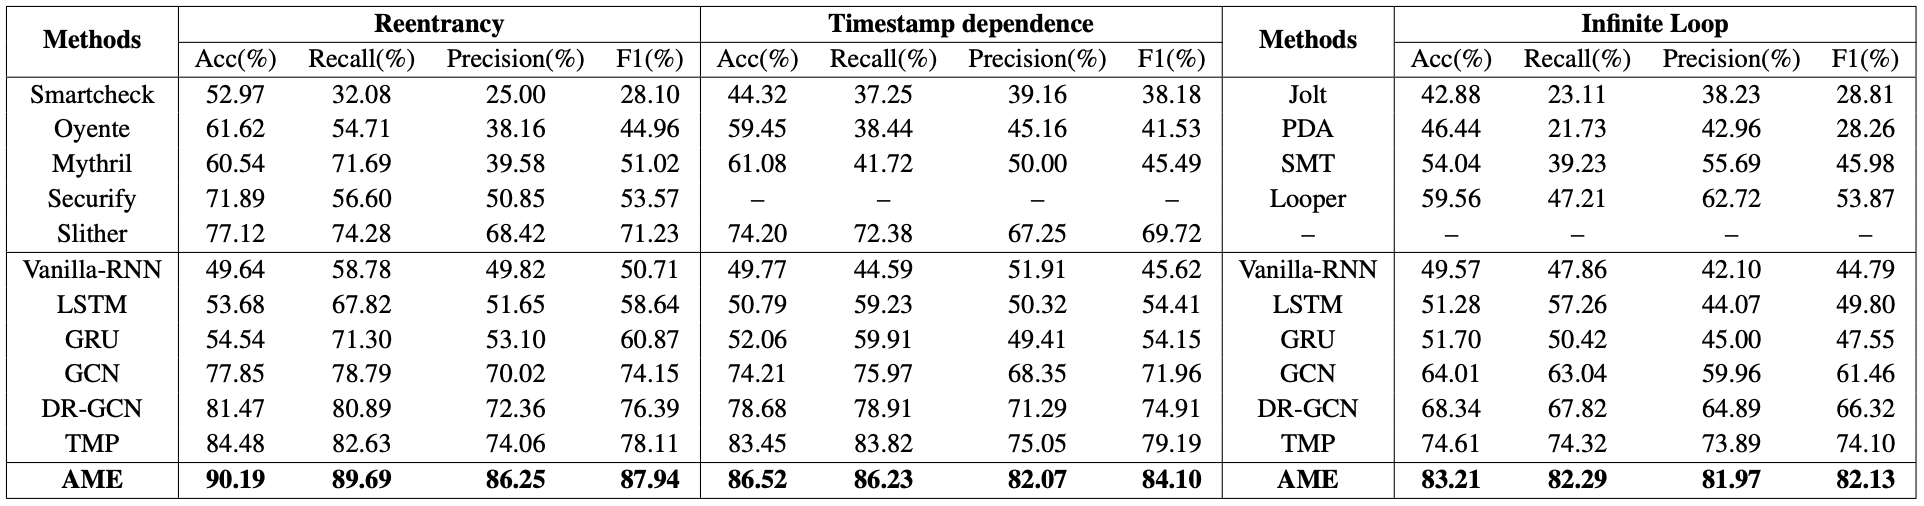 Methods Reentrancy Timestamp dependence Methods Infinite Loop
Acc(%) Recall(%) Precision(%) F1(%) Acc(%) Recall(%) Precision(%) F1(%) Acc(%) Recall(%) Precision(%) F1(%)
Smartcheck 52.97 32.08 25.00 28.10 44.32 37.25 39.16 38.18 Jolt 42.88 23.11 38.23 28.81
Oyente 61.62 54.71 38.16 44.96 59.45 38.44 45.16 41.53 PDA 46.44 21.73 42.96 28.26
Mythril 60.54 71.69 39.58 51.02 61.08 41.72 50.00 45.49 SMT 54.04 39.23 55.69 45.98
Securify 71.89 56.60 50.85 53.57 – – – – Looper 59.56 47.21 62.72 53.87
Slither 77.12 74.28 68.42 71.23 74.20 72.38 67.25 69.72 – – – – –
Vanilla-RNN 49.64 58.78 49.82 50.71 49.77 44.59 51.91 45.62 Vanilla-RNN 49.57 47.86 42.10 44.79
LSTM 53.68 67.82 51.65 58.64 50.79 59.23 50.32 54.41 LSTM 51.28 57.26 44.07 49.80
GRU 54.54 71.30 53.10 60.87 52.06 59.91 49.41 54.15 GRU 51.70 50.42 45.00 47.55
GCN 77.85 78.79 70.02 74.15 74.21 75.97 68.35 71.96 GCN 64.01 63.04 59.96 61.46
DR-GCN 81.47 80.89 72.36 76.39 78.68 78.91 71.29 74.91 DR-GCN 68.34 67.82 64.89 66.32
TMP 84.48 82.63 74.06 78.11 83.45 83.82 75.05 79.19 TMP 74.61 74.32 73.89 74.10
AME 90.19 89.69 86.25 87.94 86.52 86.23 82.07 84.10 AME 83.21 82.29 81.97 82.13